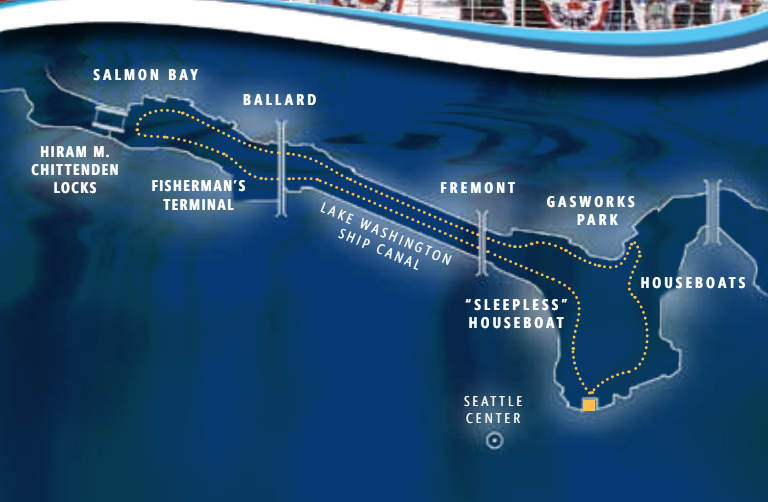 SALMON BAY
BALLARD
HIRAM M.
CHITTENDEN
LOCKS
FISHERMAN'S
TERMINAL
FREMONT
GASWORKS
PARK
LAKE WASHINGTON
SHIP CANAL
HOUSEBOATS
“SLEEPLESS”
HOUSEBOAT
SEATTLE
CENTER